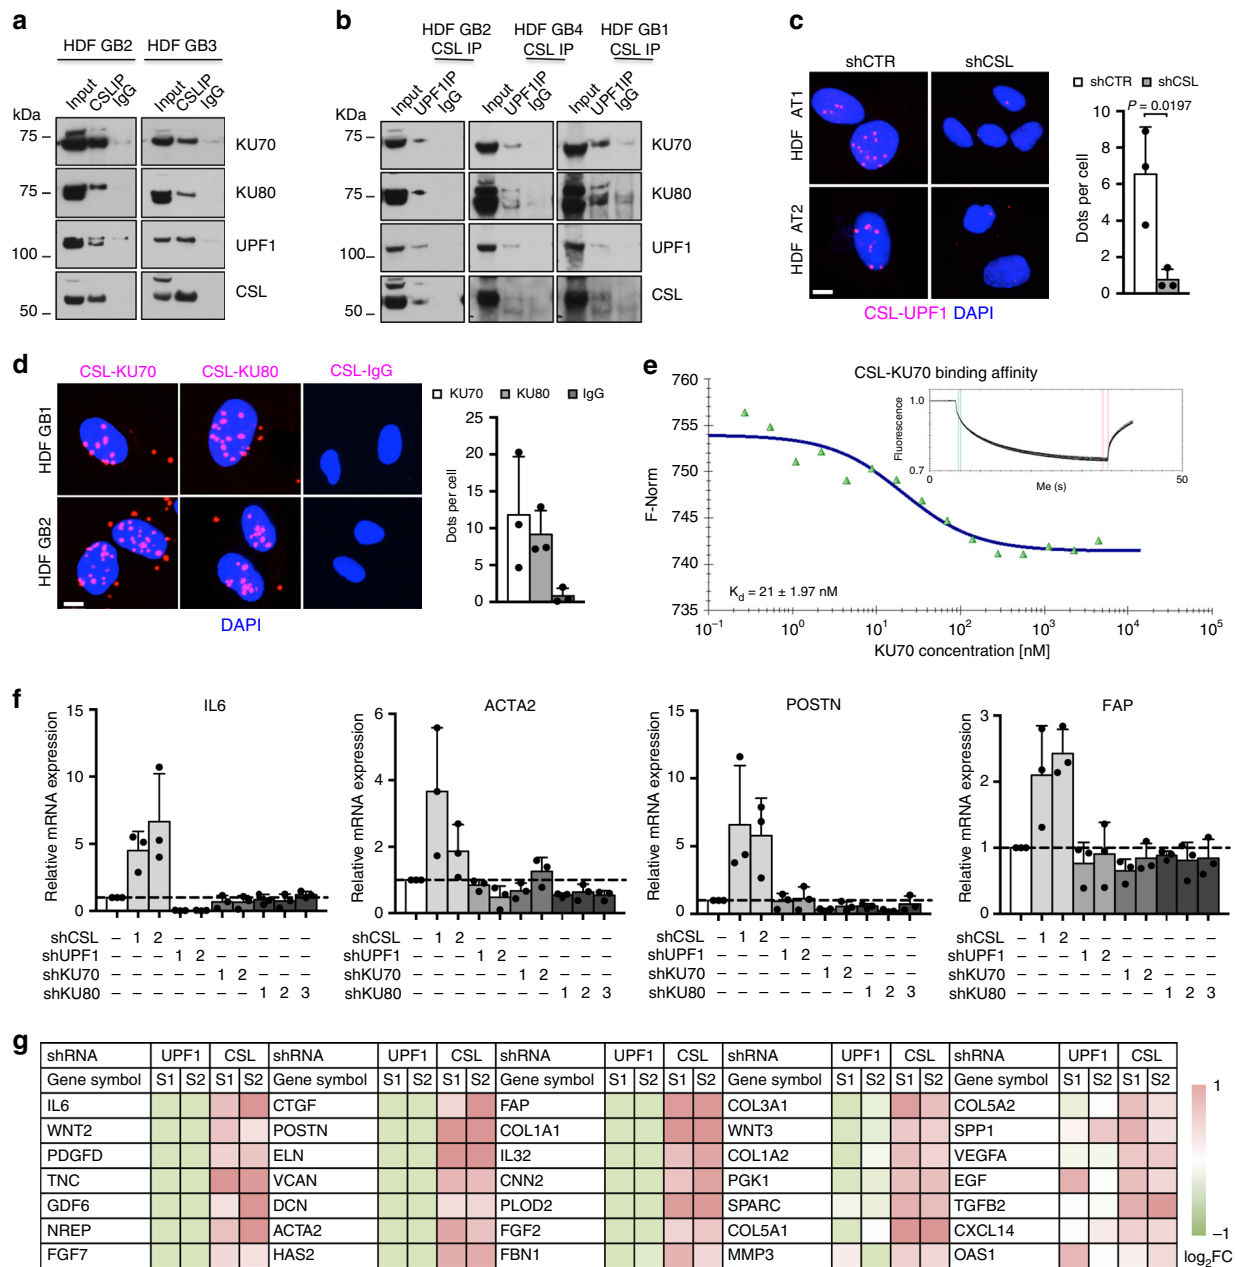 a
HDF GB2 HDF GB3
Input CSLIP IgG Input CSLIP IgG
kDa
75 KU70
75 KU80
100 UPF1
50 CSL
b
HDF GB2 CSL IP
HDF GB4 CSL IP
HDF GB1 CSL IP
Input UPF1IP IgG Input UPF1IP IgG Input UPF1IP IgG
kDa
75 KU70
75 KU80
100 UPF1
50 CSL
c
shCTR shCSL
HDF AT1
HDF AT2
CSL-UPF1 DAPI
shCTR shCSL
P = 0.0197
Dots per cell
10
8
6
4
2
0
d
CSL-KU70 CSL-KU80 CSL-IgG
HDF GB1
HDF GB2
DAPI
KU70 KU80 IgG
Dots per cell
25
20
15
10
5
0
e
CSL-KU70 binding affinity
F-Norm
760
755
750
745
740
735
Kd = 21 ± 1.97 nM
10⁻¹ 10⁰ 10¹ 10² 10³ 10⁴ 10⁵
KU70 concentration [nM]
Fluorescence
1.0
0.7
0 50
Me (s)
f
IL6
Relative mRNA expression
15
10
5
0
ACTA2
Relative mRNA expression
6
4
2
0
POSTN
Relative mRNA expression
15
10
5
0
FAP
Relative mRNA expression
3
2
1
0
shCSL – 1 2 – – – – – – –
shUPF1 – – – 1 2 – – – – –
shKU70 – – – – – 1 2 – – –
shKU80 – – – – – – – 1 2 3
shCSL – 1 2 – – – – – – –
shUPF1 – – – 1 2 – – – – –
shKU70 – – – – – 1 2 – – –
shKU80 – – – – – – – 1 2 3
shCSL – 1 2 – – – – – – –
shUPF1 – – – 1 2 – – – – –
shKU70 – – – – – 1 2 – – –
shKU80 – – – – – – – 1 2 3
shCSL – 1 2 – – – – – – –
shUPF1 – – – 1 2 – – – – –
shKU70 – – – – – 1 2 – – –
shKU80 – – – – – – – 1 2 3
g
shRNA UPF1 CSL shRNA UPF1 CSL shRNA UPF1 CSL shRNA UPF1 CSL shRNA UPF1 CSL
Gene symbol S1 S2 S1 S2 Gene symbol S1 S2 S1 S2 Gene symbol S1 S2 S1 S2 Gene symbol S1 S2 S1 S2 Gene symbol S1 S2 S1 S2
IL6 CTGF FAP COL3A1 COL5A2
WNT2 POSTN COL1A1 WNT3 SPP1
PDGFD ELN IL32 COL1A2 VEGFA
TNC VCAN CNN2 PGK1 EGF
GDF6 DCN PLOD2 SPARC TGFB2
NREP ACTA2 FGF2 COL5A1 CXCL14
FGF7 HAS2 FBN1 MMP3 OAS1
1
–1
log₂FC